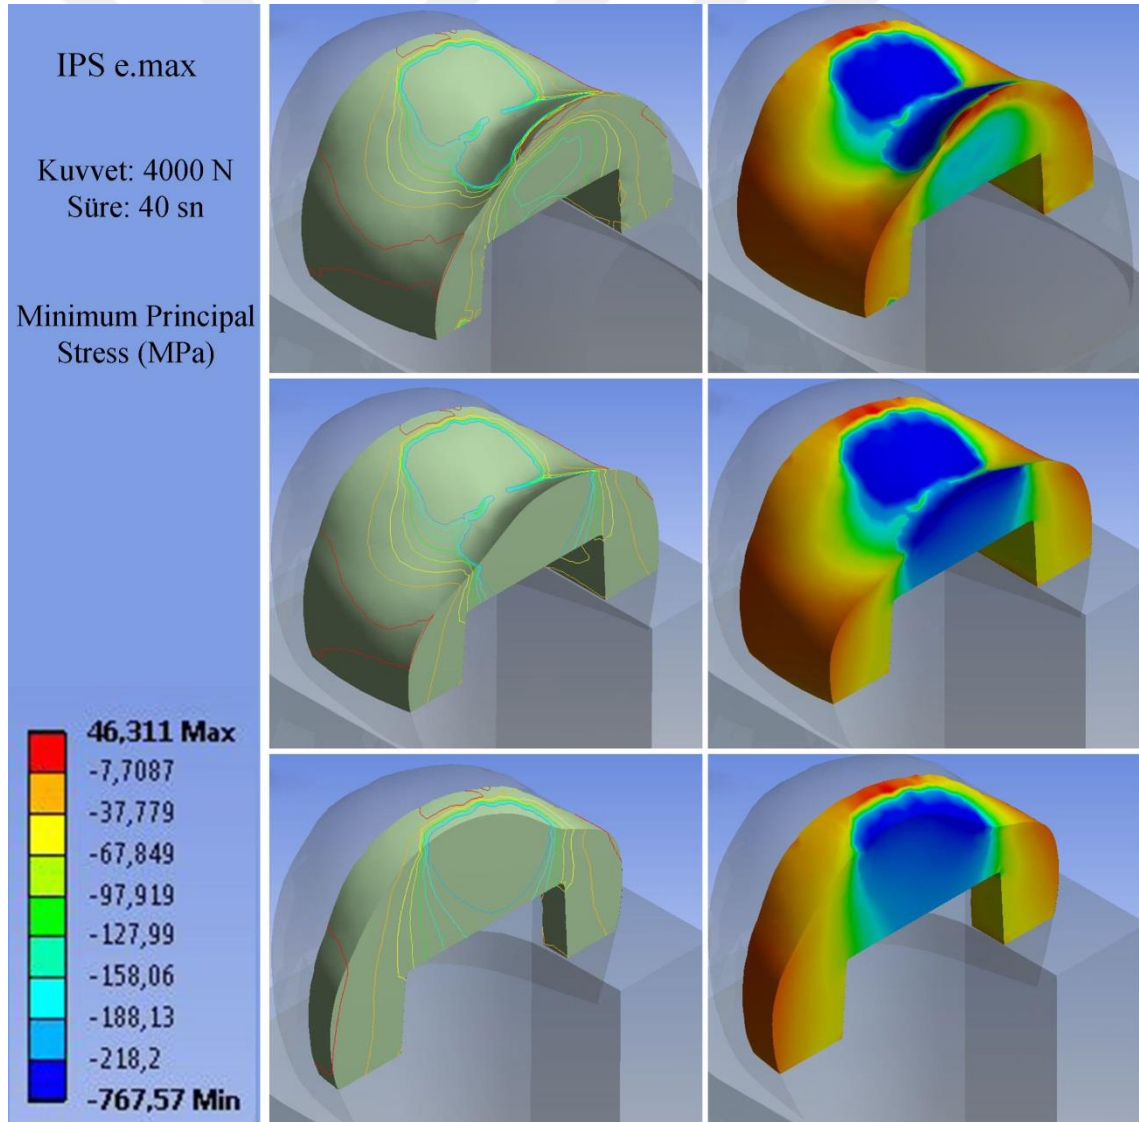 IPS e.max
Kuvvet: 4000 N
Süre: 40 sn
Minimum Principal
Stress (MPa)
46,311 Max
-7,7087
-37,779
-67,849
-97,919
-127,99
-158,06
-188,13
-218,2
-767,57 Min